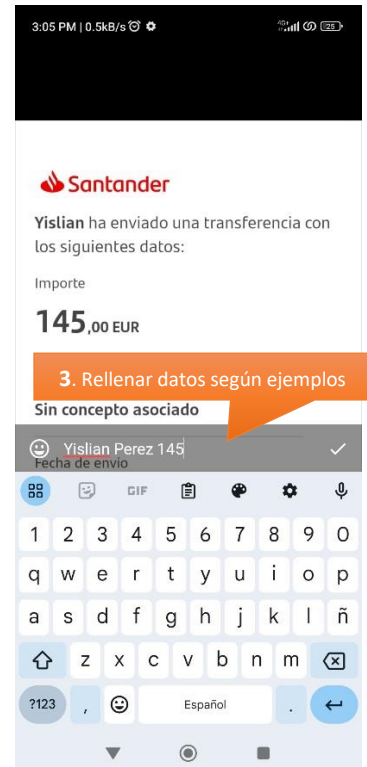 3:05 PM | 0.5kB/s
4G+
25
Santander
Yislian ha enviado una transferencia con
los siguientes datos:
Importe
145,00 EUR
3. Rellenar datos según ejemplos
Sin concepto asociado
Yislian Perez 145
Fecha de envío
GIF
1 2 3 4 5 6 7 8 9 0
q w e r t y u i o p
a s d f g h j k l ñ
z x c v b n m
?123 , Español .